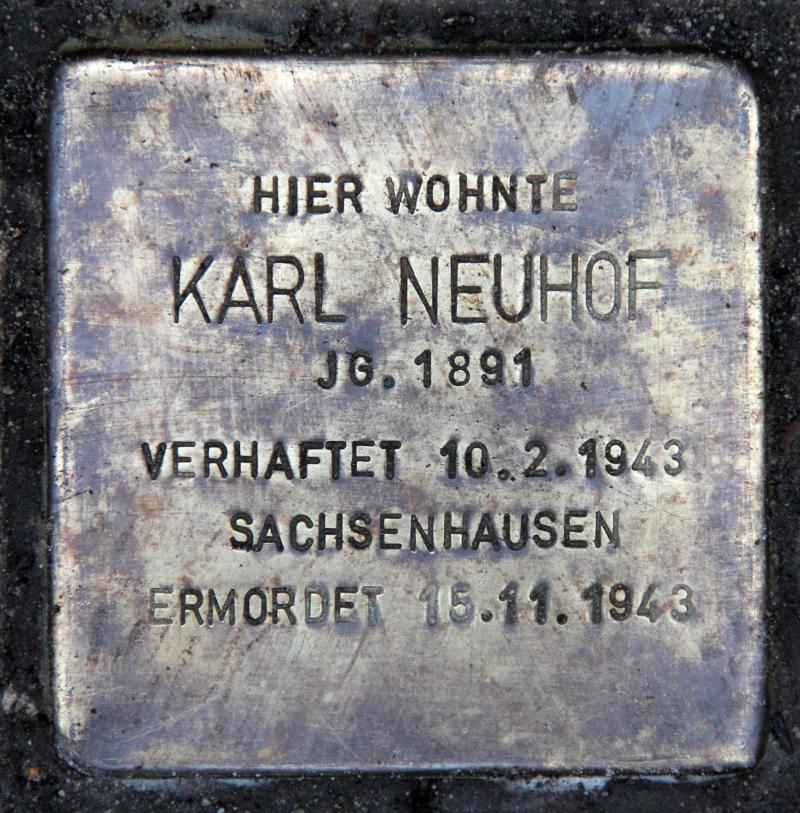 HIER WOHNTE
KARL NEUHOF
JG. 1891
VERHAFTET 10.2.1943
SACHSENHAUSEN
ERMORDET 15.11.1943